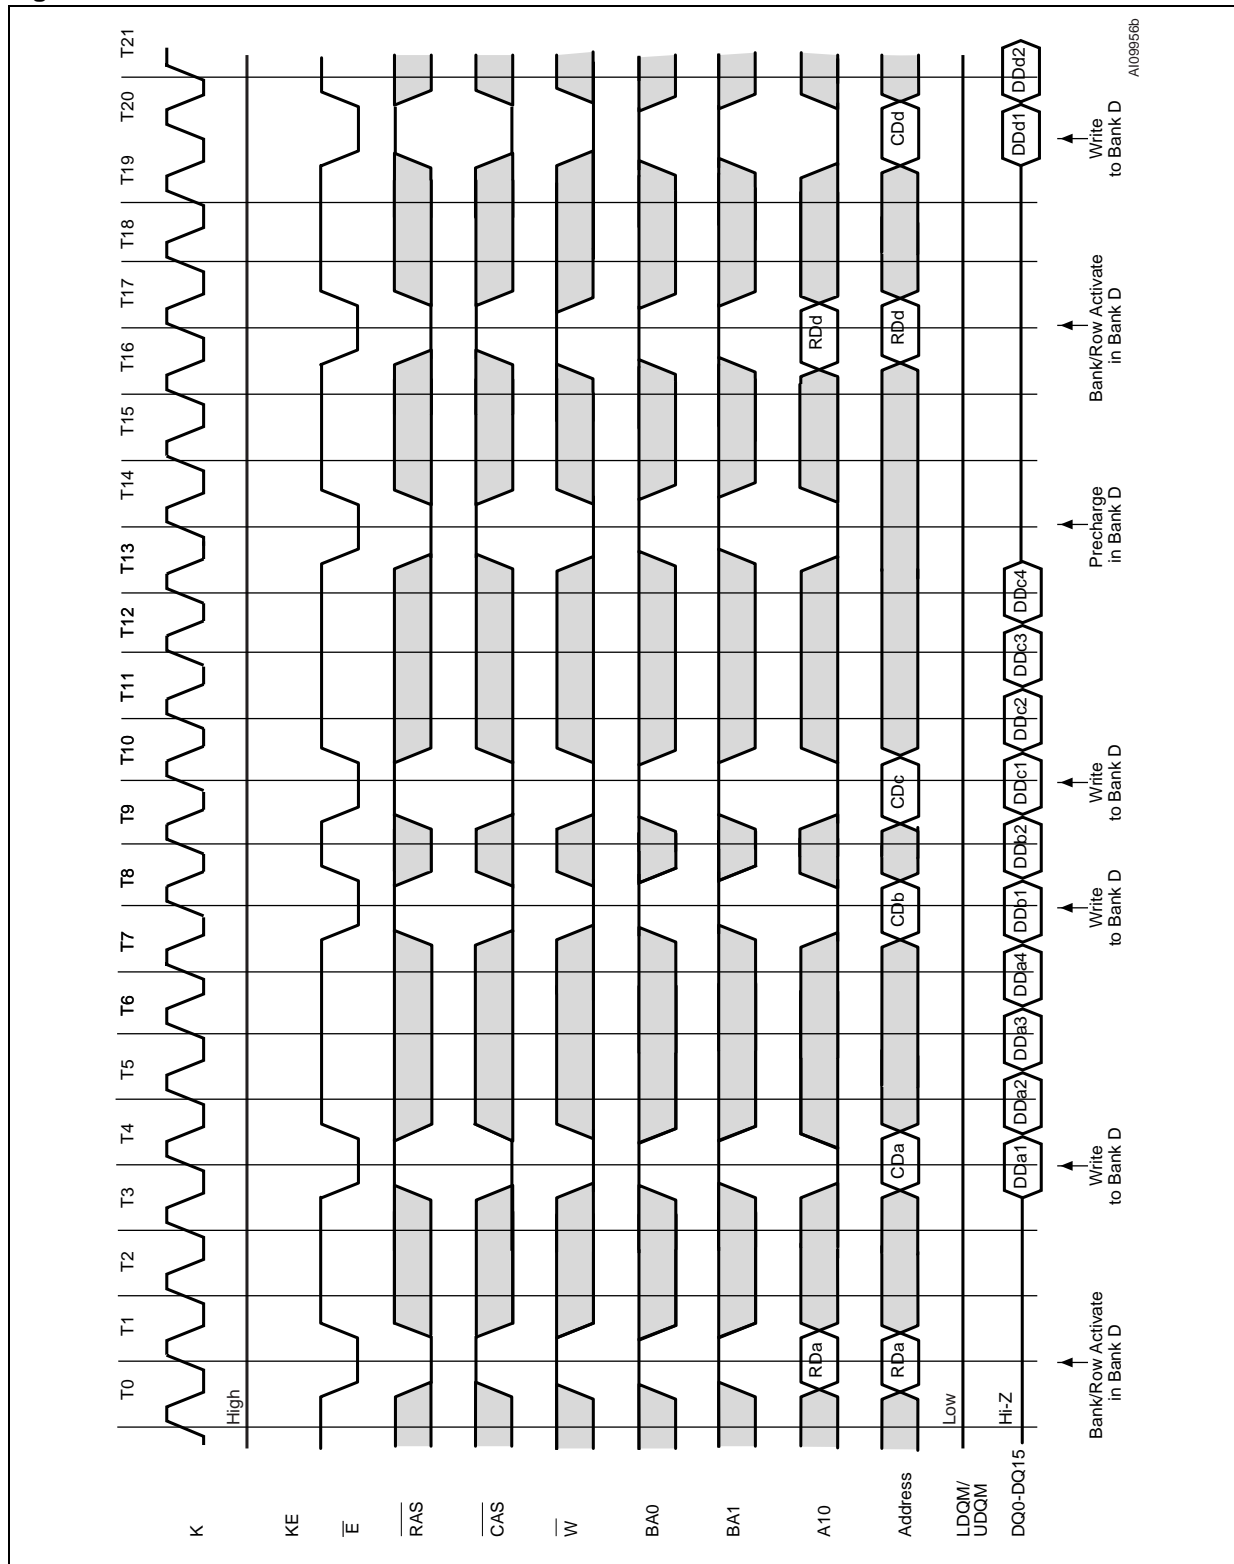 T0 T1 T2 T3 T4 T5 T6 T7 T8 T9 T10 T11 T12 T13 T14 T15 T16 T17 T18 T19 T20 T21
K
High
KE
E
RAS
CAS
W
BA0
BA1
RDa RDd
A10
RDa CDa CDb CDc RDd CDd
Address
Low
LDQM/
UDQM
Hi-Z
DDa1 DDa2 DDa3 DDa4 DDb1 DDb2 DDc1 DDc2 DDc3 DDc4 DDd1 DDd2
DQ0-DQ15
Bank/Row Activate
in Bank D
Write
to Bank D
Write
to Bank D
Write
to Bank D
Precharge
in Bank D
Bank/Row Activate
in Bank D
Write
to Bank D
AI09956b